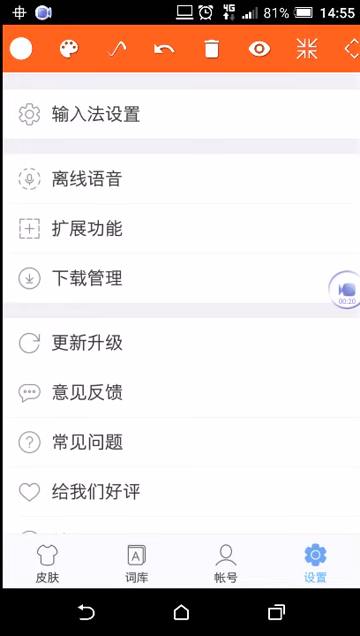 4G 81% 14:55
输入法设置
离线语音
扩展功能
下载管理
00:20
更新升级
意见反馈
常见问题
给我们好评
A
皮肤 词库 帐号 设置